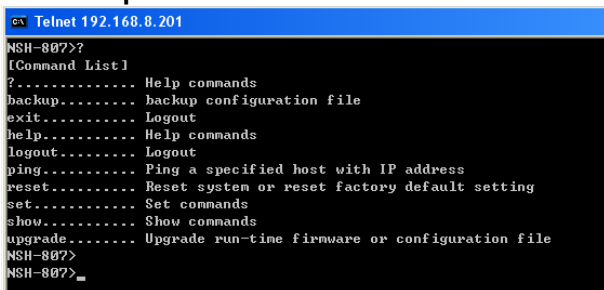 Telnet 192.168.8.201
NSH-807>?
[Command List]
?.............. Help commands
backup......... backup configuration file
exit........... Logout
help........... Help commands
logout......... Logout
ping........... Ping a specified host with IP address
reset.......... Reset system or reset factory default setting
set............ Set commands
show........... Show commands
upgrade........ Upgrade run-time firmware or configuration file
NSH-807>
NSH-807>_